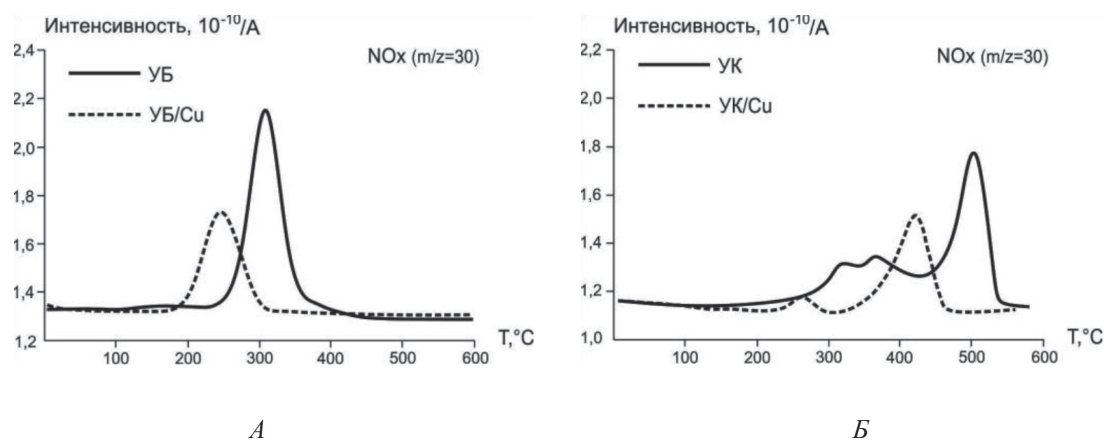 Интенсивность, 10⁻¹⁰/А
2,4
2,2
2,0
1,8
1,6
1,4
1,2
NOx (m/z=30)
УБ
УБ/Cu
100
200
300
400
500
600
T,°C
А
Интенсивность, 10⁻¹⁰/А
2,2
2,0
1,8
1,6
1,4
1,2
1,0
NOx (m/z=30)
УК
УК/Cu
100
200
300
400
500
600
T,°C
Б